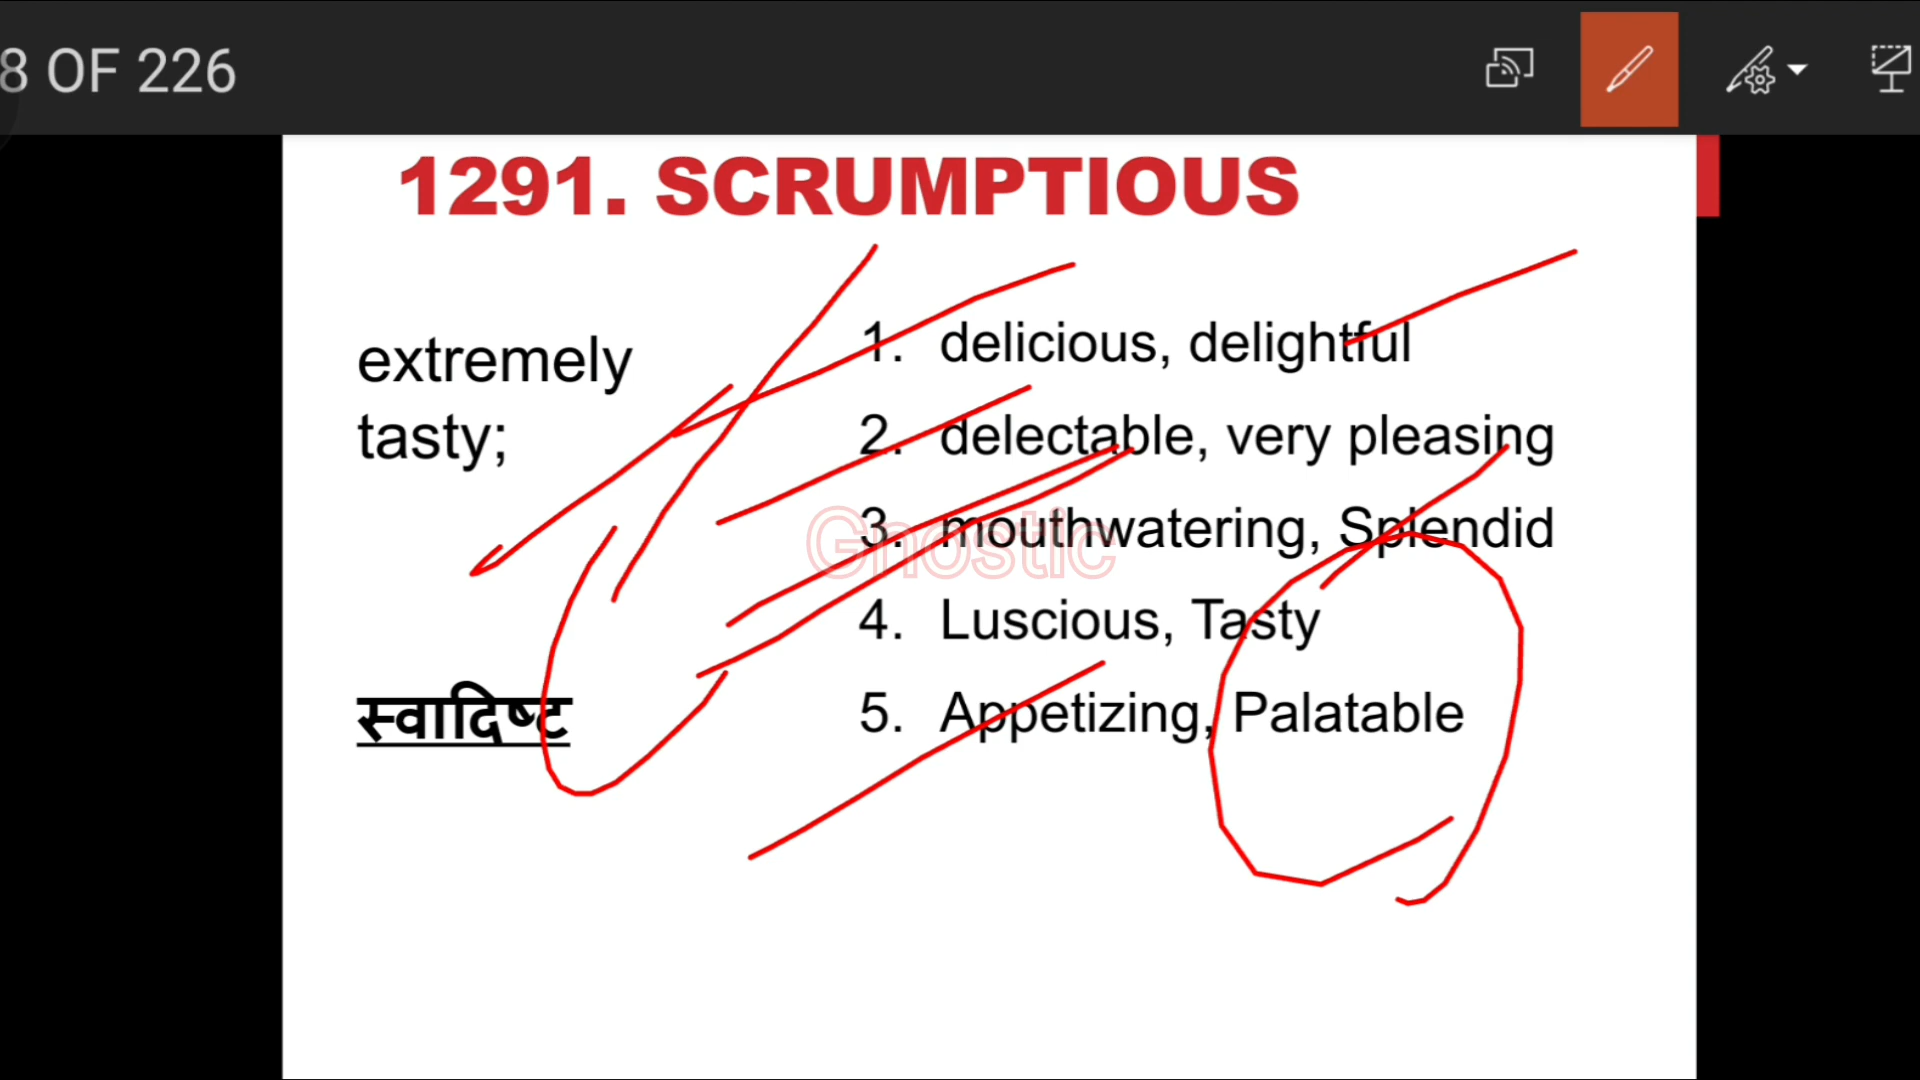 8 OF 226
1291. SCRUMPTIOUS
extremely
tasty;
स्वादिष्ट
1. delicious, delightful
2. delectable, very pleasing
3. mouthwatering, Splendid
4. Luscious, Tasty
5. Appetizing, Palatable
Gnostic